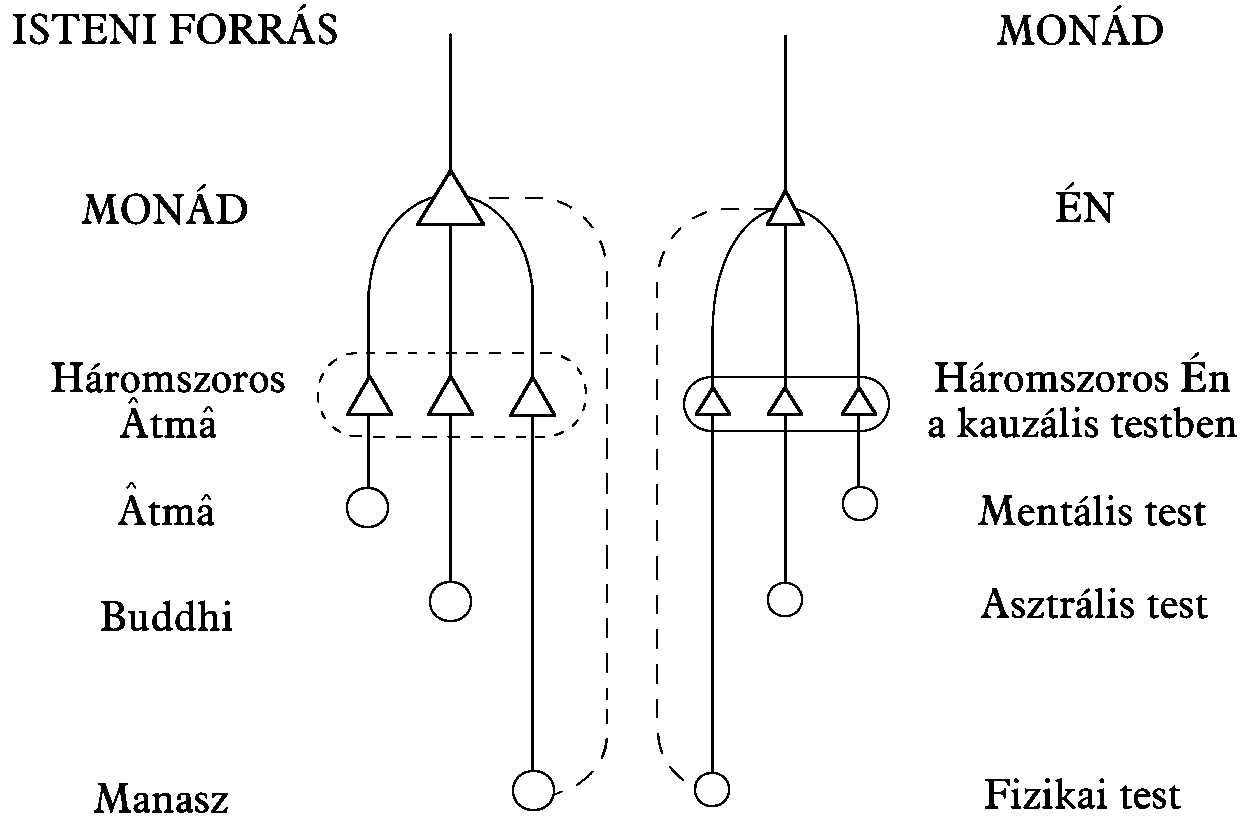 ISTENI FORRÁS
MONÁD
MONÁD
ÉN
Háromszoros
Âtmâ
Háromszoros Én
a kauzális testben
Âtmâ
Mentális test
Buddhi
Asztrális test
Manasz
Fizikai test